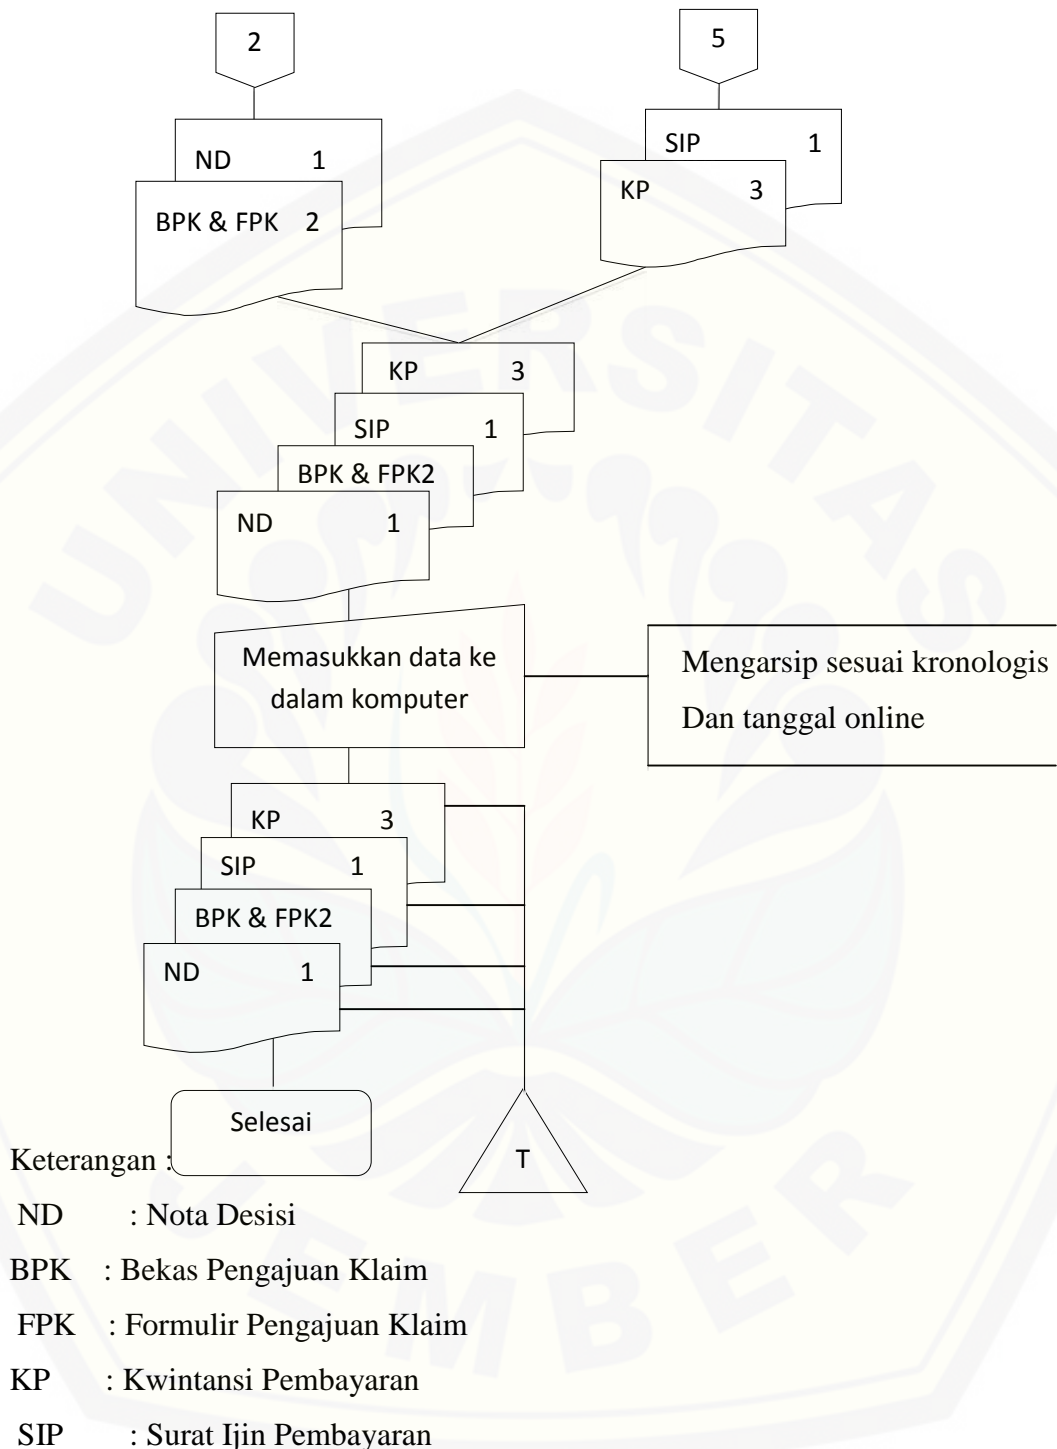 2
5
ND 1
BPK & FPK 2
SIP 1
KP 3
KP 3
SIP 1
BPK & FPK2
ND 1
Memasukkan data ke
dalam komputer
Mengarsip sesuai kronologis
Dan tanggal online
KP 3
SIP 1
BPK & FPK2
ND 1
Selesai
T
Keterangan :
ND : Nota Desisi
BPK : Bekas Pengajuan Klaim
FPK : Formulir Pengajuan Klaim
KP : Kwintansi Pembayaran
SIP : Surat Ijin Pembayaran
UNIVERSITAS
JEMBER